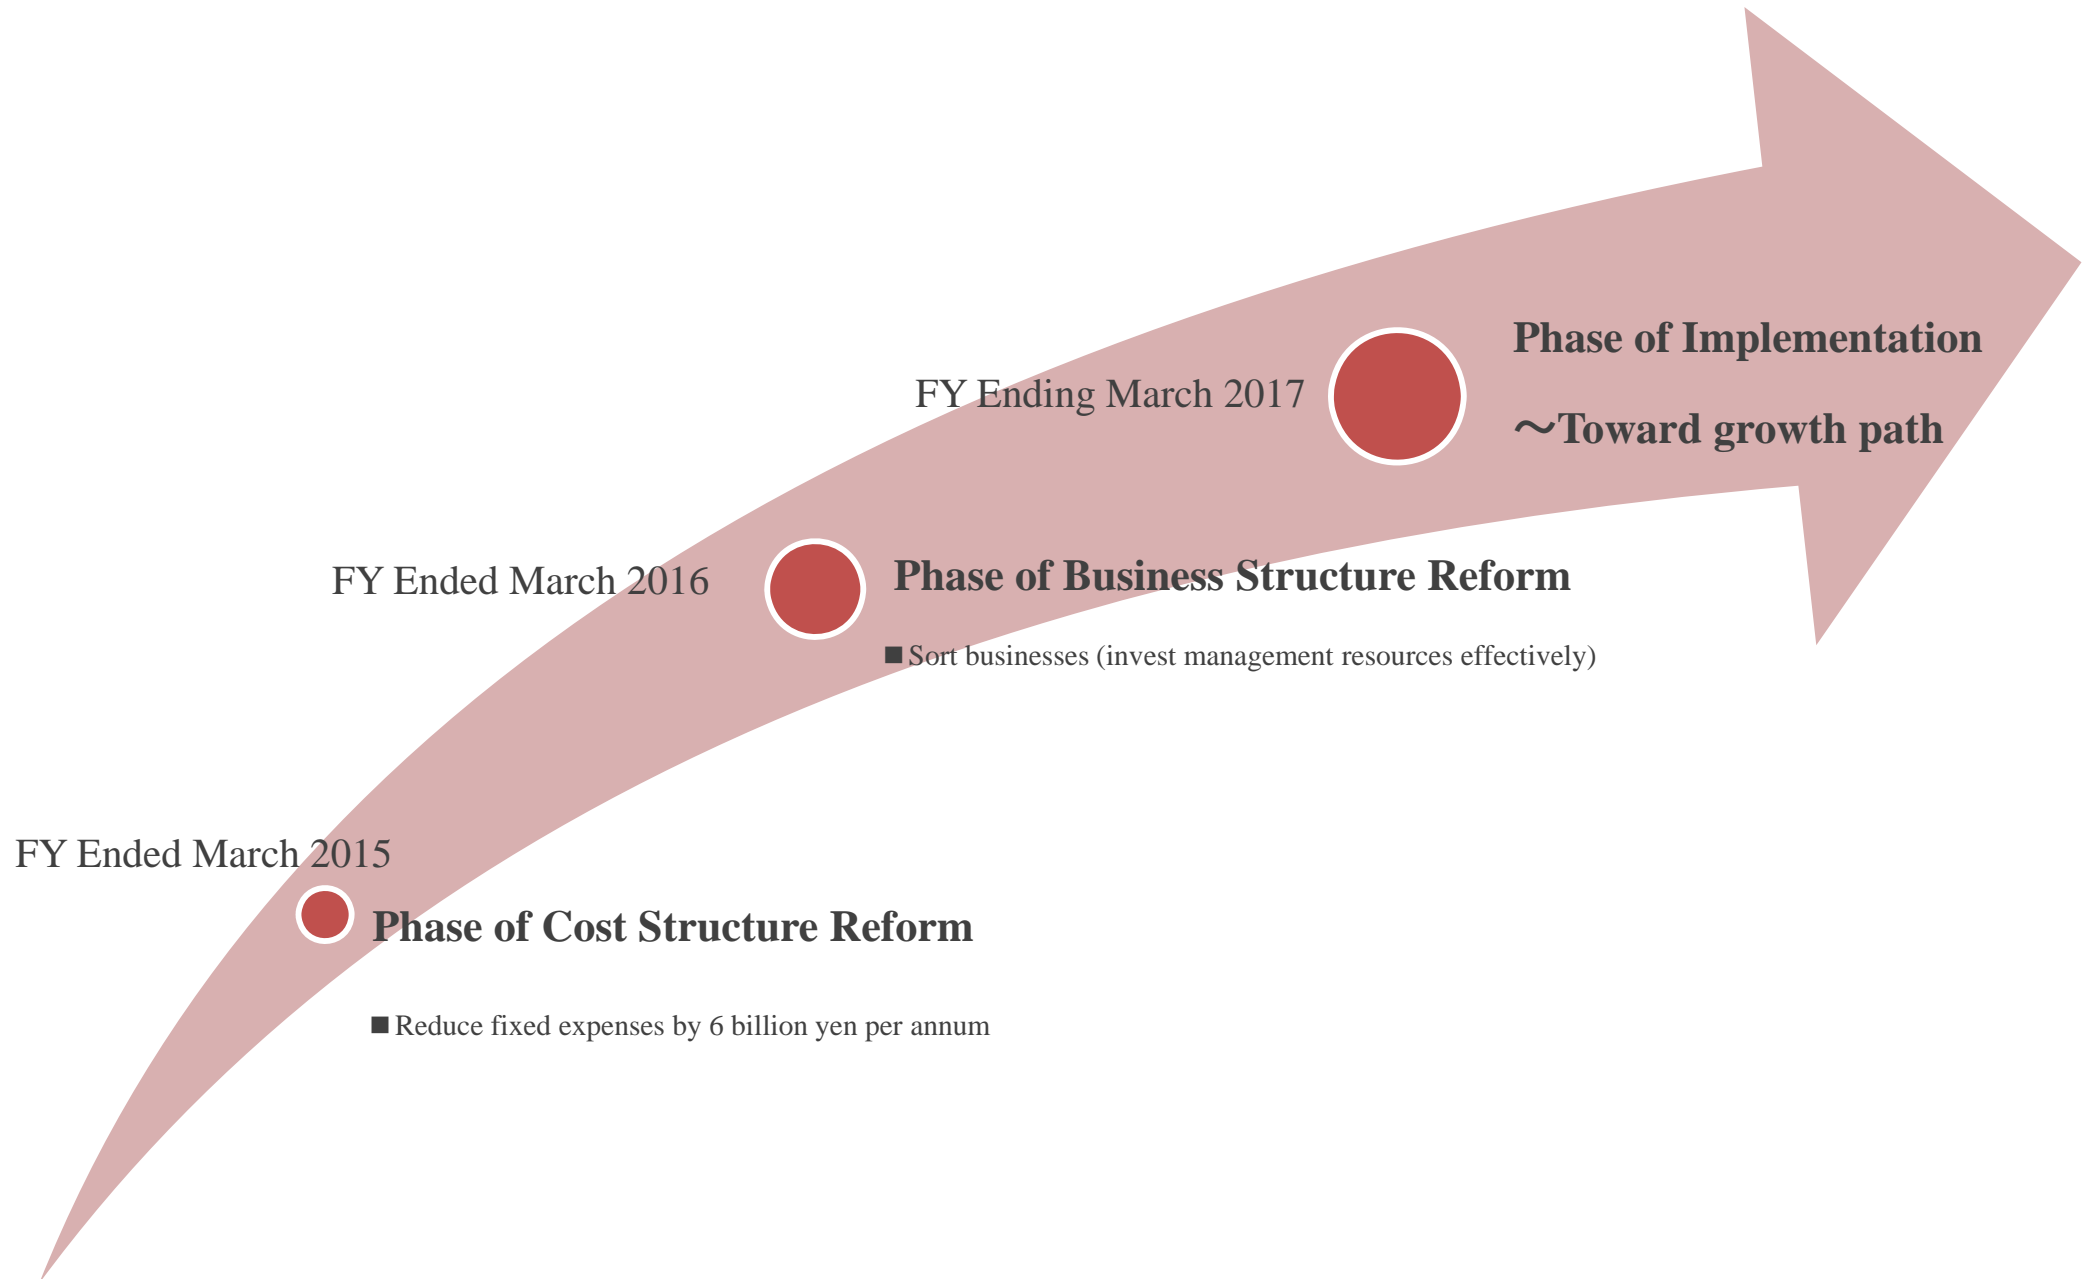 FY Ending March 2017
Phase of Implementation
～Toward growth path
FY Ended March 2016
Phase of Business Structure Reform
■ Sort businesses (invest management resources effectively)
FY Ended March 2015
Phase of Cost Structure Reform
■ Reduce fixed expenses by 6 billion yen per annum